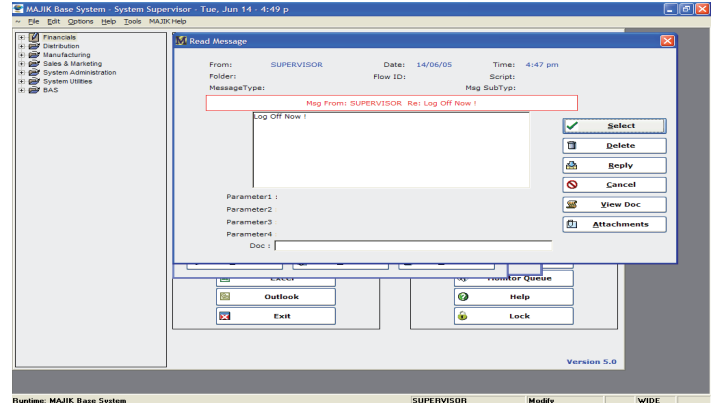 MAJIK Base System - System Supervisor - Tue, Jun 14 - 4:49 p
File Edit Options Help Tools MAJIK Help
Financials
Distribution
Manufacturing
Sales & Marketing
System Administration
System Utilities
BAS
Read Message
From: SUPERVISOR Date: 14/06/05 Time: 4:47 pm
Folder: Flow ID: Script:
MessageType: Msg SubTyp:
Msg From: SUPERVISOR Re: Log Off Now !
Log Off Now !
Select
Delete
Reply
Cancel
View Doc
Attachments
Parameter1 :
Parameter2
Parameter3
Parameter4
Doc :
Excel Monitor Queue
Outlook Help
Exit Lock
Version 5.0
Runtime: MAJIK Base System SUPERVISOR Modify WIDE